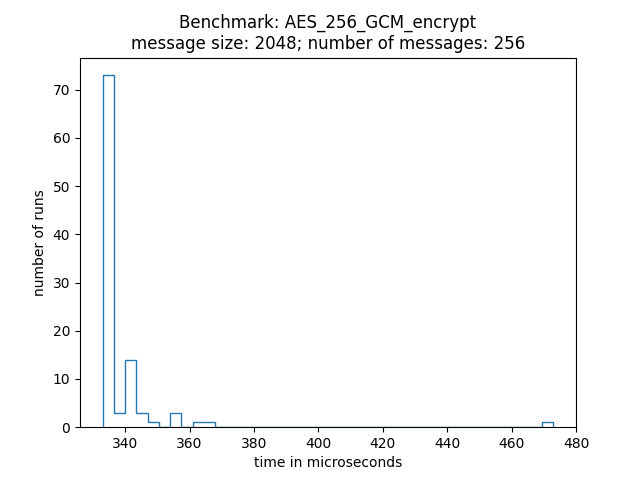 Benchmark: AES_256_GCM_encrypt
message size: 2048; number of messages: 256
70
60
50
40
30
20
10
0
number of runs
340 360 380 400 420 440 460 480
time in microseconds